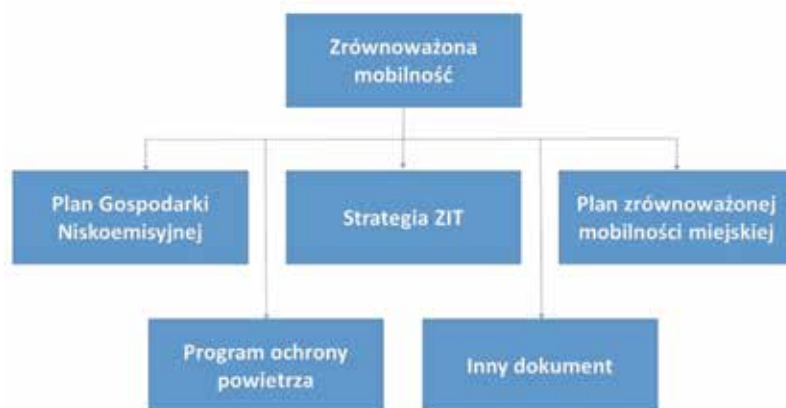 Zrównoważona
mobilność
Plan Gospodarki
Niskoemisyjnej
Strategia ZIT
Plan zrównoważonej
mobilności miejskiej
Program ochrony
powietrza
Inny dokument